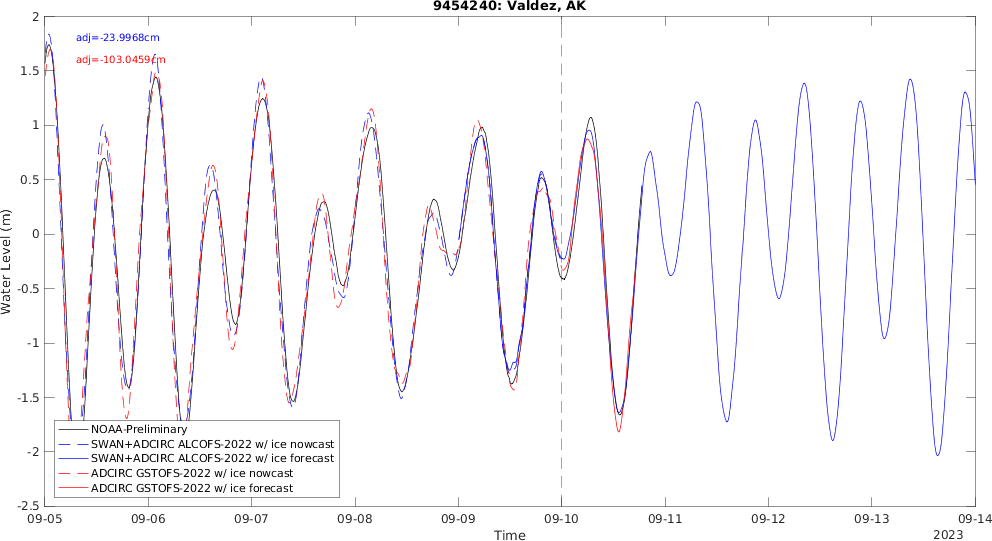 9454240: Valdez, AK
adj=-23.9968cm
adj=-103.0459cm
Water Level (m)
2
1.5
1
0.5
0
-0.5
-1
-1.5
-2
-2.5
NOAA-Preliminary
SWAN+ADCIRC ALCOFS-2022 w/ ice nowcast
SWAN+ADCIRC ALCOFS-2022 w/ ice forecast
ADCIRC GSTOFS-2022 w/ ice nowcast
ADCIRC GSTOFS-2022 w/ ice forecast
09-05 09-06 09-07 09-08 09-09 09-10 09-11 09-12 09-13 09-14
Time
2023